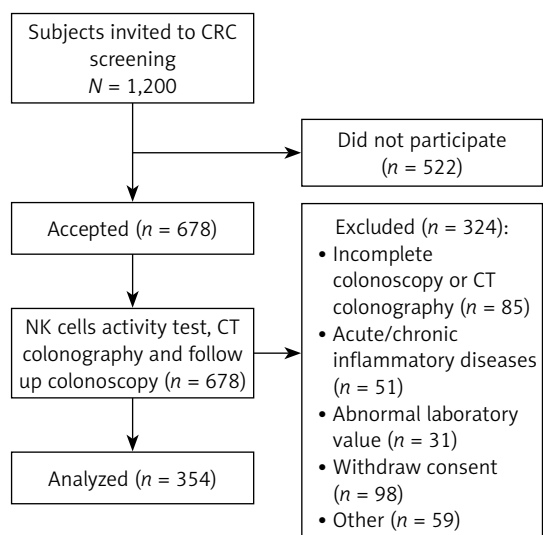 Subjects invited to CRC
screening
N = 1,200
Did not participate
(n = 522)
Accepted (n = 678)
Excluded (n = 324):
• Incomplete
colonoscopy or CT
colonography (n = 85)
• Acute/chronic
inflammatory diseases
(n = 51)
• Abnormal laboratory
value (n = 31)
• Withdraw consent
(n = 98)
• Other (n = 59)
NK cells activity test, CT
colonography and follow
up colonoscopy (n = 678)
Analyzed (n = 354)